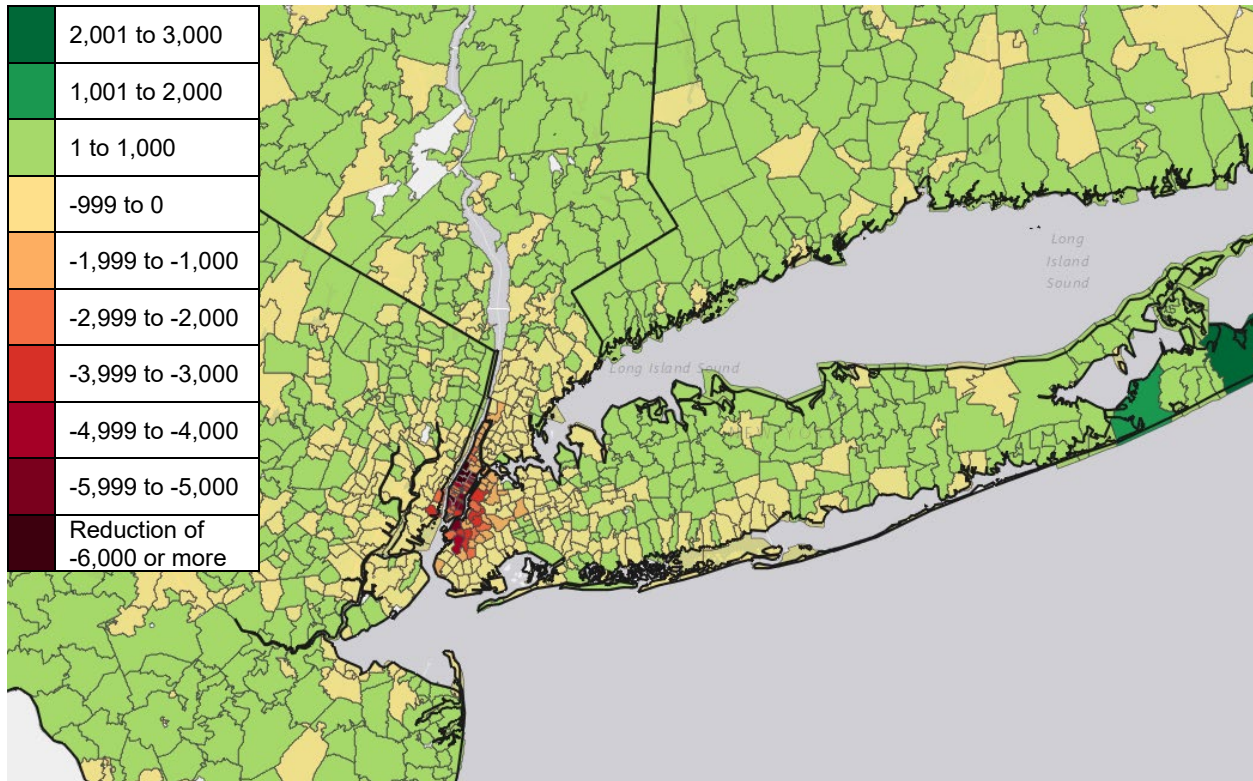 2,001 to 3,000
1,001 to 2,000
1 to 1,000
-999 to 0
-1,999 to -1,000
-2,999 to -2,000
-3,999 to -3,000
-4,999 to -4,000
-5,999 to -5,000
Reduction of
-6,000 or more
Long
Island
Sound
Long Island Sound
NEW YO